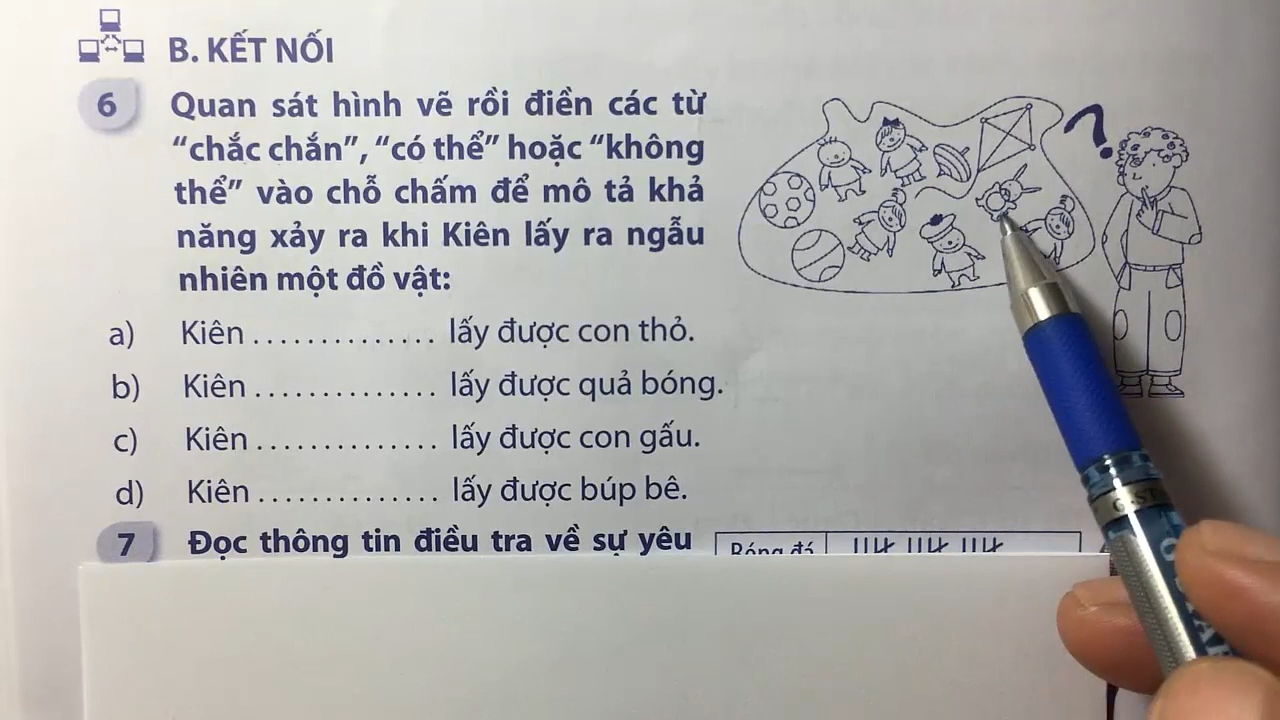 B. KẾT NỐI
6
Quan sát hình vẽ rồi điền các từ
“chắc chắn”, “có thể” hoặc “không
thể” vào chỗ chấm để mô tả khả
năng xảy ra khi Kiên lấy ra ngẫu
nhiên một đồ vật:
?
a) Kiên .............. lấy được con thỏ.
b) Kiên .............. lấy được quả bóng.
c) Kiên .............. lấy được con gấu.
d) Kiên .............. lấy được búp bê.
7 Đọc thông tin điều tra về sự yêu
Bóng đá